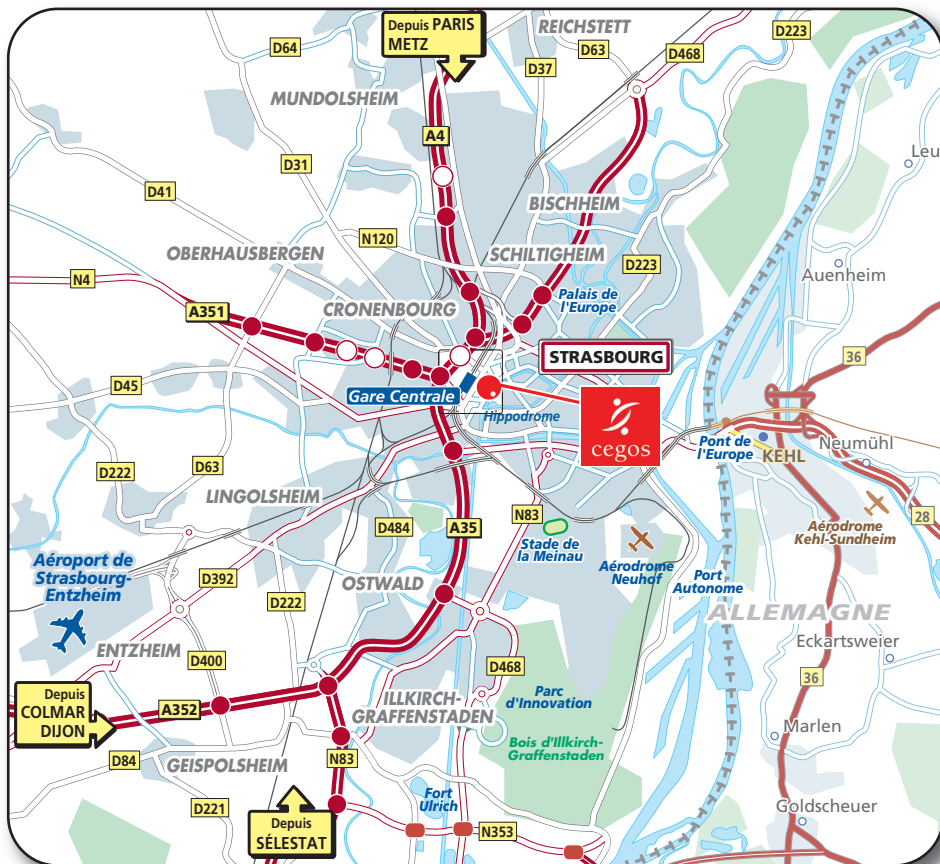 Depuis PARIS
METZ
REICHSTETT
D223
D64
D63
D468
D37
MUNDOLSHEIM
A4
D31
Leu
D41
BISCHHEIM
N120
OBERHAUSBERGEN
SCHILTIGHEIM
D223
Auenheim
N4
Palais de
l'Europe
A351
CRONENBOURG
STRASBOURG
36
D45
Gare Centrale
Hippodrome
cegos
Pont de
l'Europe
KEHL
Neumühl
D222
D63
LINGOLSHEIM
D484
A35
N83
28
Stade de
la Meinau
Aérodrome
Neuhof
Aérodrome
Kehl-Sundheim
Aéroport de
Strasbourg-
Entzheim
D392
OSTWALD
Port
Autonome
D222
ALLEMAGNE
ENTZHEIM
D400
Eckartsweier
D468
36
Depuis
COLMAR
DIJON
A352
ILLKIRCH-
GRAFFENSTADEN
Parc
d'Innovation
Marlen
Bois d'Illkirch-
Graffenstaden
D84
GEISPOLSHEIM
N83
D221
Fort
Ulrich
Goldscheuer
Depuis
SÉLESTAT
N353